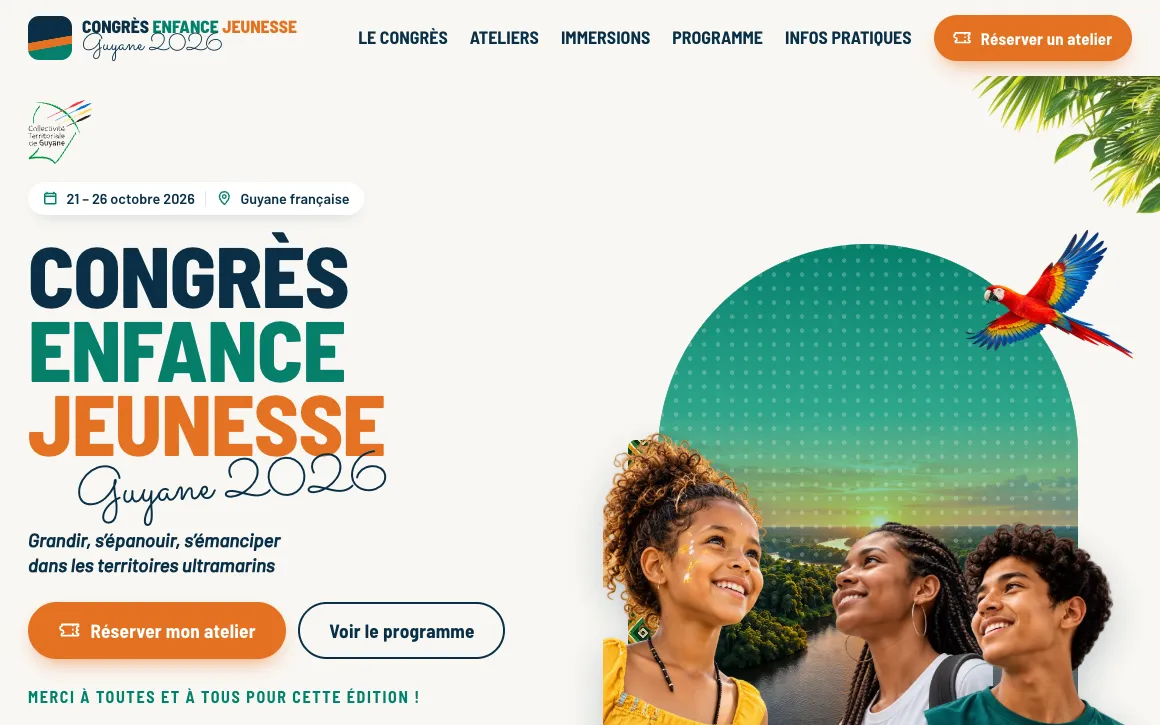 CONGRÈS ENFANCE JEUNESSE
Guyane 2026
LE CONGRÈS
ATELIERS
IMMERSIONS
PROGRAMME
INFOS PRATIQUES
Réserver un atelier
Collectivité
Territoriale
de Guyane
21 – 26 octobre 2026
Guyane française
CONGRÈS
ENFANCE
JEUNESSE
Guyane 2026
Grandir, s’épanouir, s’émanciper
dans les territoires ultramarins
Réserver mon atelier
Voir le programme
MERCI À TOUTES ET À TOUS POUR CETTE ÉDITION !